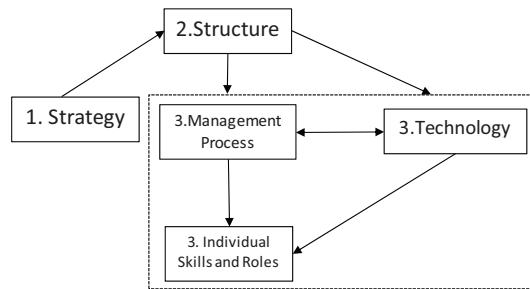 2.Structure
1. Strategy
3.Management
Process
3.Technology
3. Individual
Skills and Roles